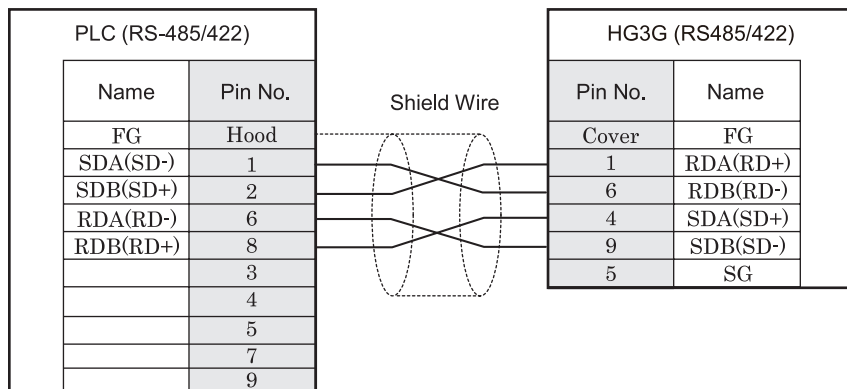 PLC (RS-485/422)
HG3G (RS485/422)
Name Pin No.
Shield Wire
Pin No. Name
FG Hood
Cover FG
SDA(SD-) 1
1 RDA(RD+)
SDB(SD+) 2
6 RDB(RD-)
RDA(RD-) 6
4 SDA(SD+)
RDB(RD+) 8
9 SDB(SD-)
3
5 SG
4
5
7
9